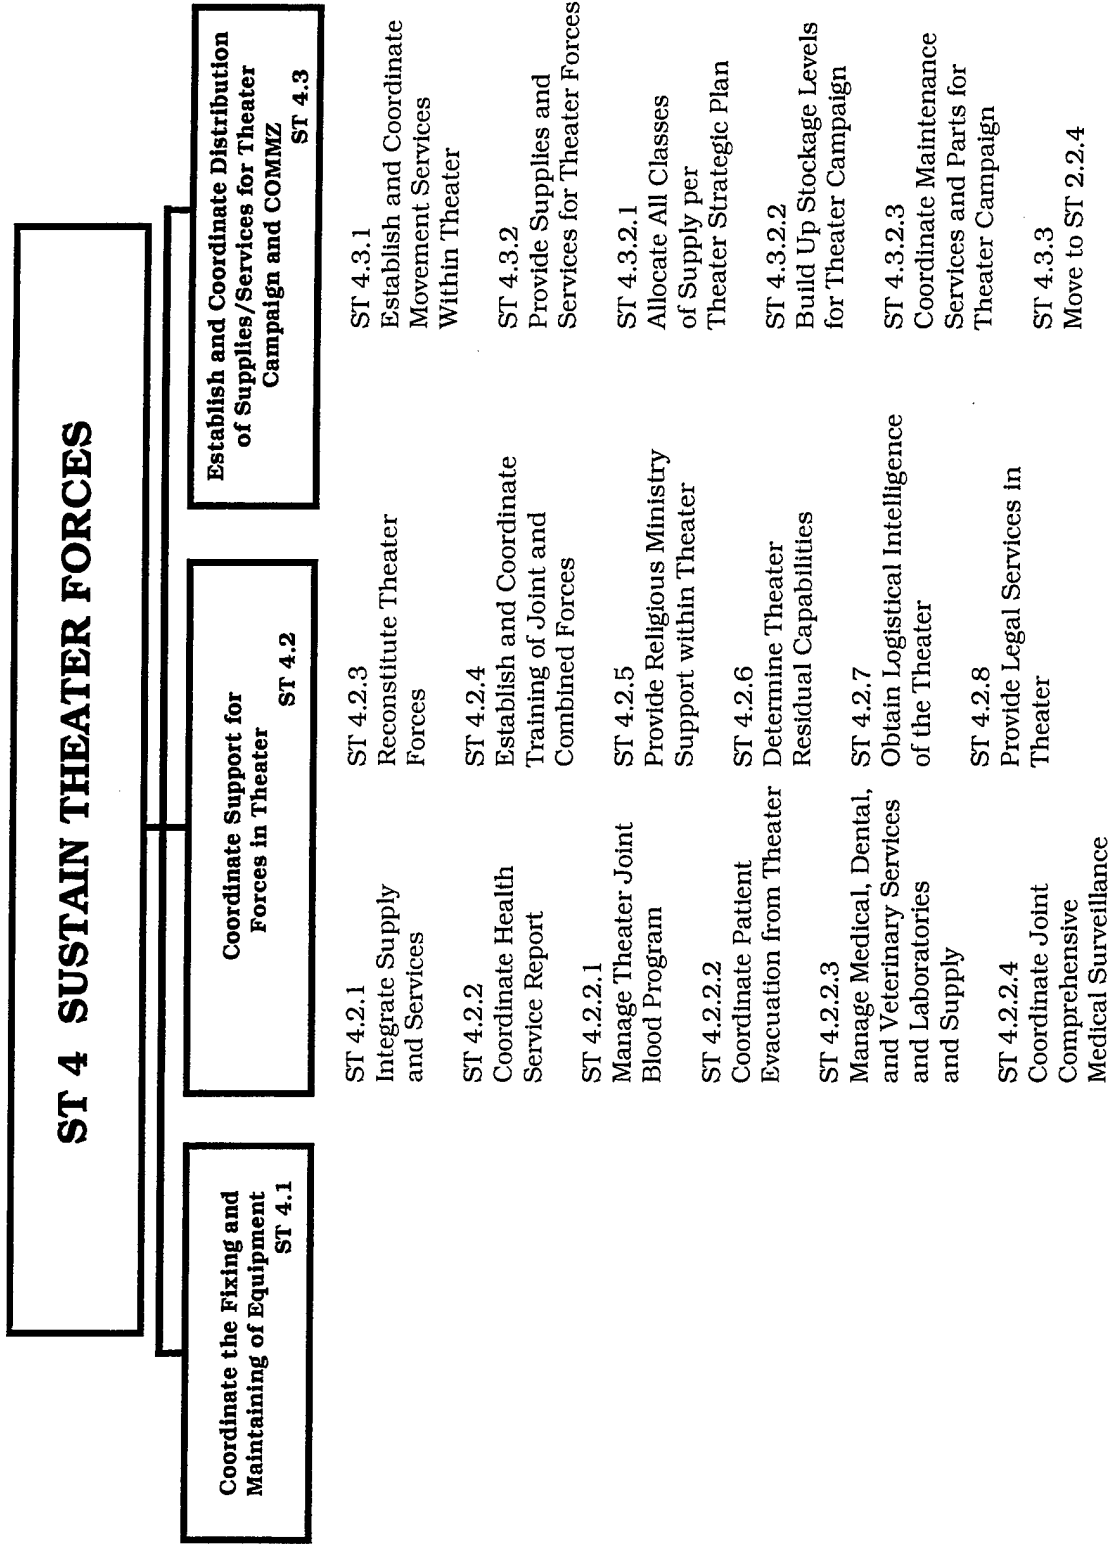 ST 4 SUSTAIN THEATER FORCES
Coordinate the Fixing and
Maintaining of Equipment
ST 4.1
Coordinate Support for
Forces in Theater
ST 4.2
Establish and Coordinate Distribution
of Supplies/Services for Theater
Campaign and COMMZ
ST 4.3
ST 4.2.1
Integrate Supply
and Services
ST 4.2.2
Coordinate Health
Service Report
ST 4.2.2.1
Manage Theater Joint
Blood Program
ST 4.2.2.2
Coordinate Patient
Evacuation from Theater
ST 4.2.2.3
Manage Medical, Dental,
and Veterinary Services
and Laboratories
and Supply
ST 4.2.2.4
Coordinate Joint
Comprehensive
Medical Surveillance
ST 4.2.3
Reconstitute Theater
Forces
ST 4.2.4
Establish and Coordinate
Training of Joint and
Combined Forces
ST 4.2.5
Provide Religious Ministry
Support within Theater
ST 4.2.6
Determine Theater
Residual Capabilities
ST 4.2.7
Obtain Logistical Intelligence
of the Theater
ST 4.2.8
Provide Legal Services in
Theater
ST 4.3.1
Establish and Coordinate
Movement Services
Within Theater
ST 4.3.2
Provide Supplies and
Services for Theater Forces
ST 4.3.2.1
Allocate All Classes
of Supply per
Theater Strategic Plan
ST 4.3.2.2
Build Up Stockage Levels
for Theater Campaign
ST 4.3.2.3
Coordinate Maintenance
Services and Parts for
Theater Campaign
ST 4.3.3
Move to ST 2.2.4